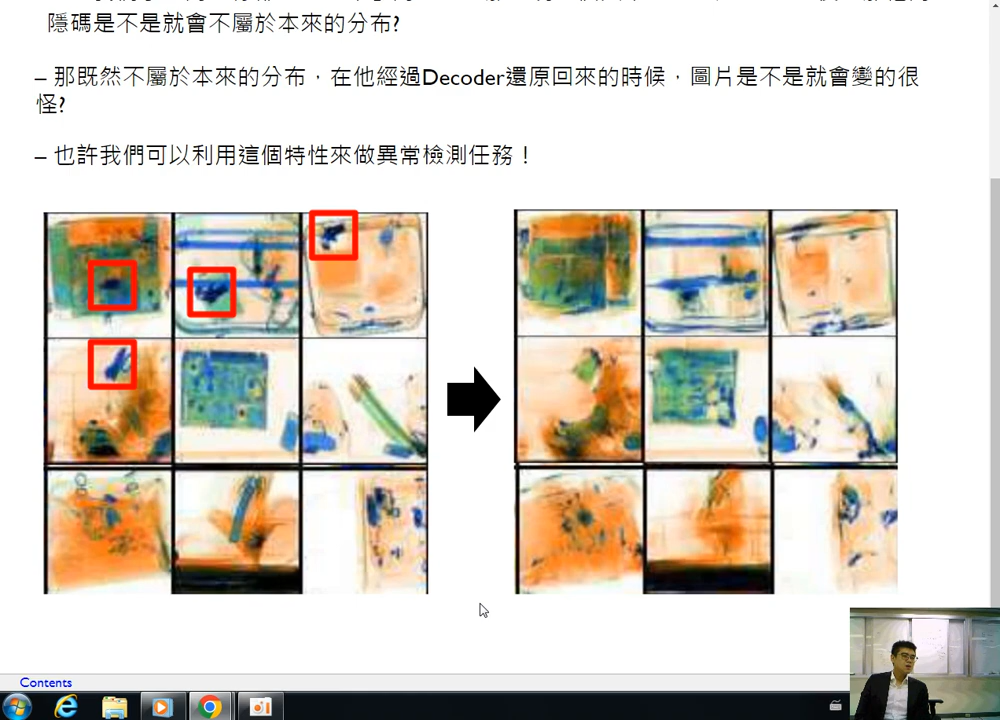 隱碼是不是就會不屬於本來的分布?
– 那既然不屬於本來的分布，在他經過Decoder還原回來的時候，圖片是不是就會變的很
怪?
– 也許我們可以利用這個特性來做異常檢測任務！
Contents